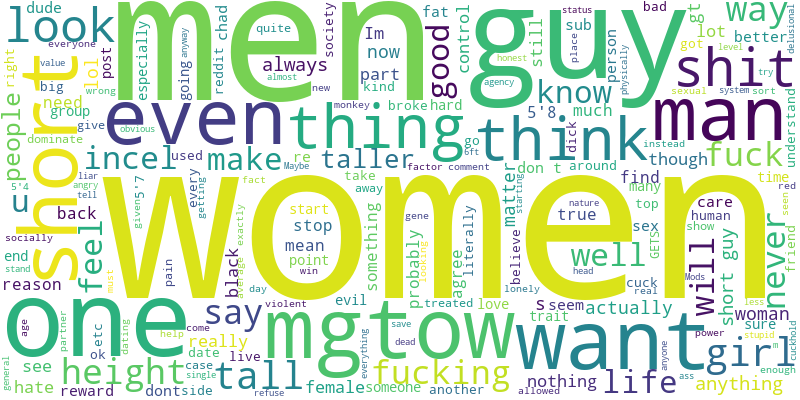 dude
look
men
guy
way
especially
quite
reddit
chad
Im
now
part
always
society
everyone
going
good
fat
control
sub
still
person
gt
lot
got
bad
better
status
place
physically
delusional
shit
right
value
big
people
need
group
give
wrong
post
lol
short
even
thing
think
know
man
5'8
much
dick
hard
broke
kind
almost
anyway
agency
honest
new
try
level
sexual
system
sort
understand
fuck
instead
though
monkey
obvious
dominate
incel
used
make
re
taller
factor
comment
6ft
go
don t
around
matter
find
many
time
top
care
human
red
seen
u
5'4
liar
angry
tell
5'7
given
every
getting
take
away
Maybe
fact
women
back
feel
socially
end
stand
reason
start
stop
mean
point
win
gene
something
probably
literally
agree
believe
nature
true
sex
GETS
will
show
short guy
never
friend
black
average
exactly
looking
starting
head
well
cuck
real
Mods
less
cuckhold
one
say
pain
day
violent
evil
treated
love
lonely
s
seem
trait
actually
woman
sure
power
stupid
m
age
etc
ok
must
dating
partner
come
help
really
mgtow
save
dead
everything
want
girl
anyone
enough
see
height
date
case
live
tall
female
fucking
someone
another
nothing
life
ass
anything
general
hate
reward
single
dont
side
refuse
allowed